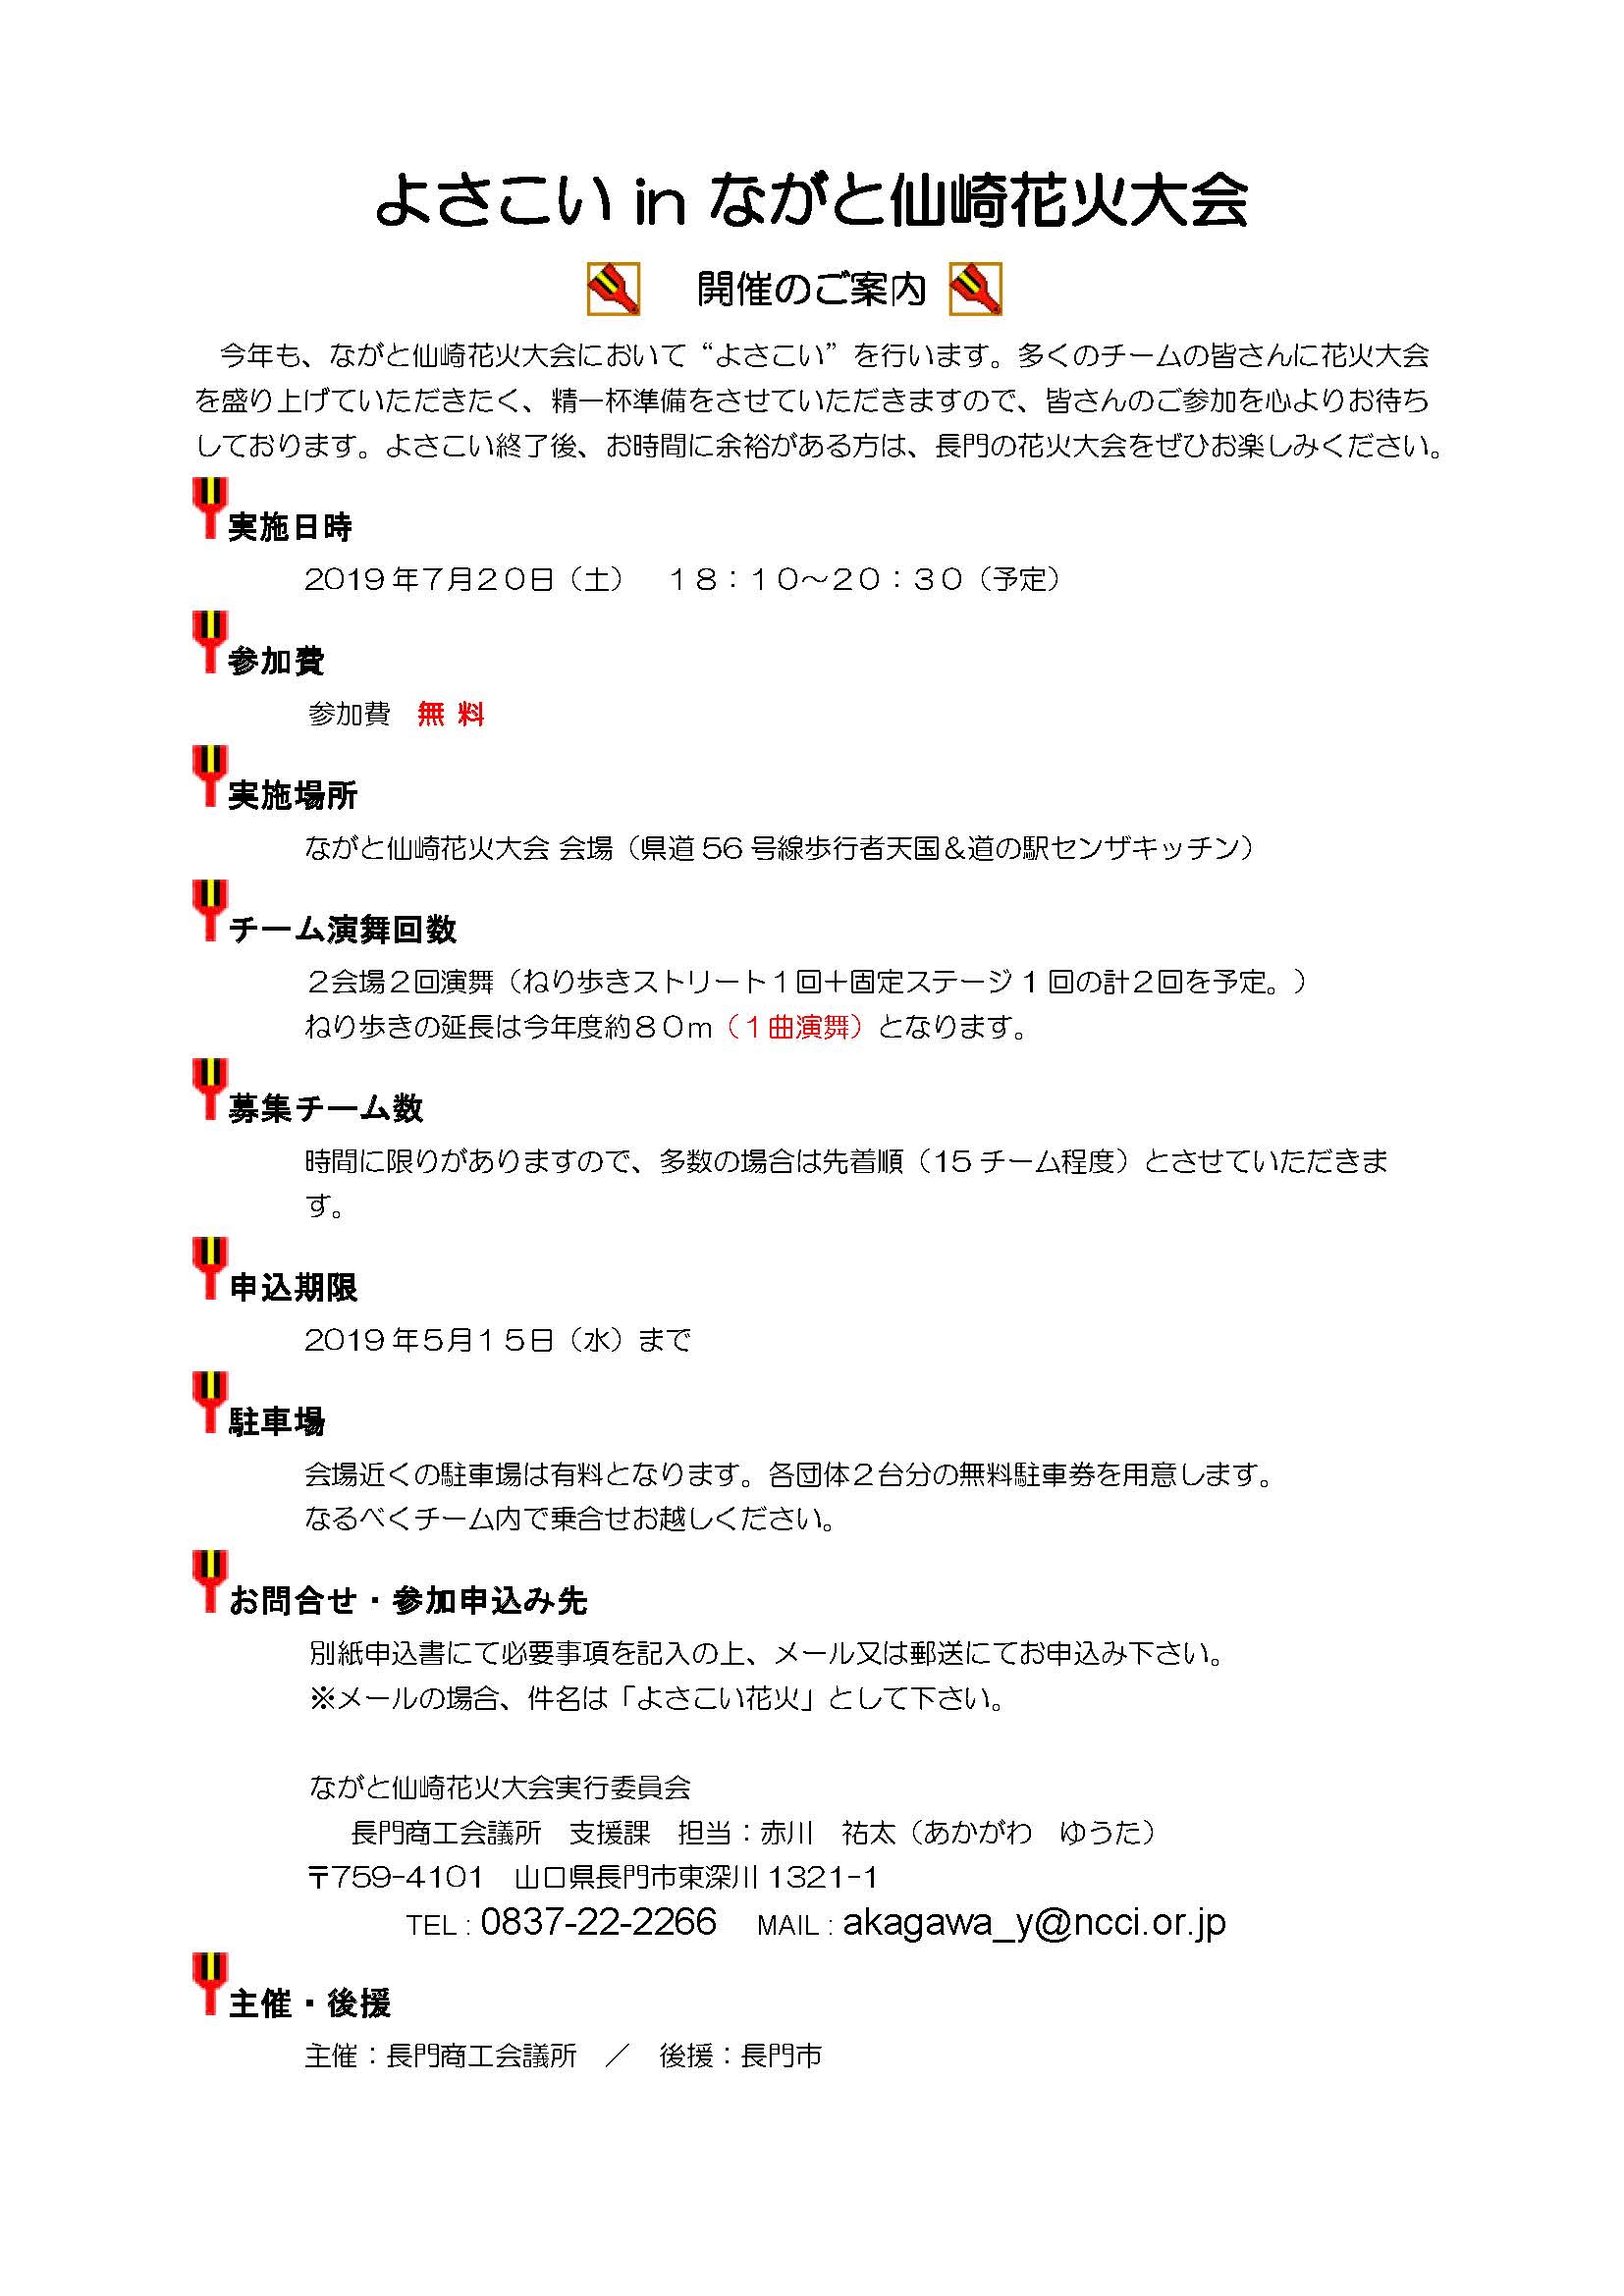 よさこい in ながと仙崎花火大会
開催のご案内
今年も、ながと仙崎花火大会において“よさこい”を行います。多くのチームの皆さんに花火大会
を盛り上げていただきたく、精一杯準備をさせていただきますので、皆さんのご参加を心よりお待ち
しております。よさこい終了後、お時間に余裕がある方は、長門の花火大会をぜひお楽しみください。
実施日時
2019年7月20日（土）　18：10～20：30（予定）
参加費
参加費　無 料
実施場所
ながと仙崎花火大会 会場（県道56号線歩行者天国＆道の駅センザキッチン）
チーム演舞回数
２会場２回演舞（ねり歩きストリート１回＋固定ステージ１回の計２回を予定。）
ねり歩きの延長は今年度約８０ｍ（１曲演舞）となります。
募集チーム数
時間に限りがありますので、多数の場合は先着順（15チーム程度）とさせていただきま
す。
申込期限
2019年5月15日（水）まで
駐車場
会場近くの駐車場は有料となります。各団体２台分の無料駐車券を用意します。
なるべくチーム内で乗合せお越しください。
お問合せ・参加申込み先
別紙申込書にて必要事項を記入の上、メール又は郵送にてお申込み下さい。
※メールの場合、件名は「よさこい花火」として下さい。
ながと仙崎花火大会実行委員会
長門商工会議所　支援課　担当：赤川　祐太（あかがわ　ゆうた）
〒759-4101　山口県長門市東深川1321-1
TEL : 0837-22-2266　MAIL : akagawa_y@ncci.or.jp
主催・後援
主催：長門商工会議所　／　後援：長門市